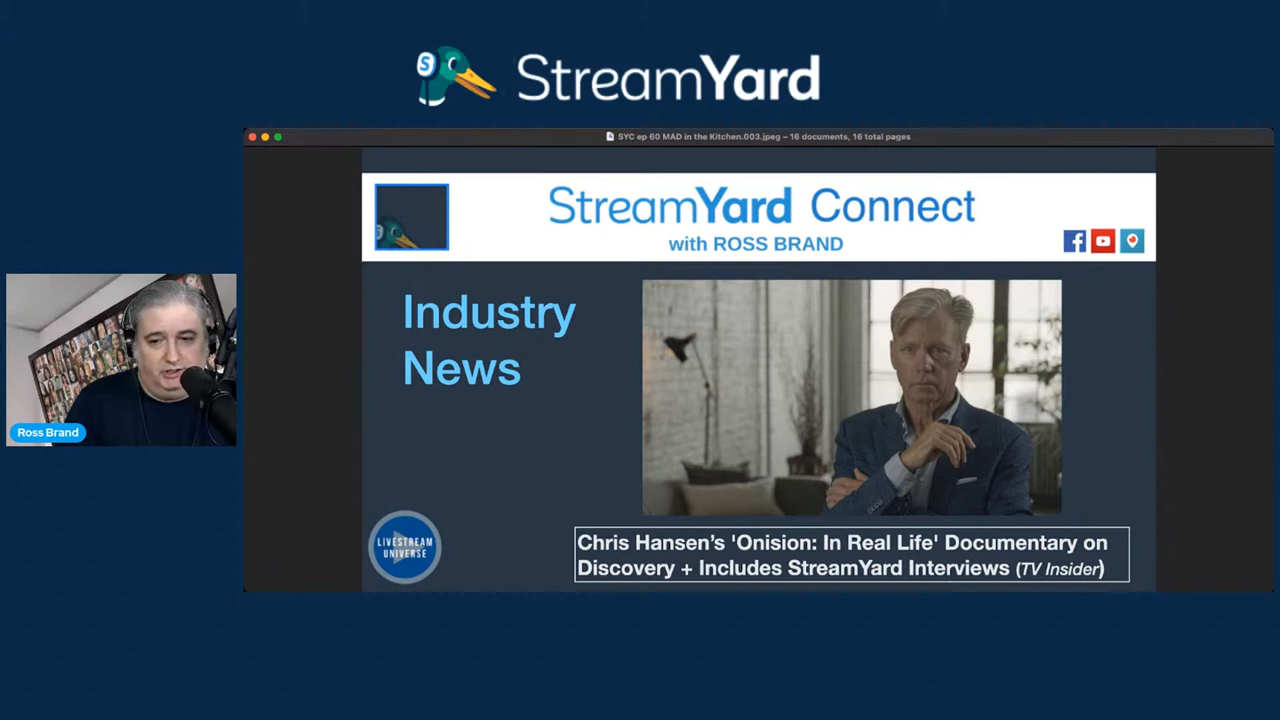 S StreamYard
SYC ep 60 MAD in the Kitchen.003.jpeg – 16 documents, 16 total pages
StreamYard Connect
with ROSS BRAND
Industry
News
Ross Brand
LIVESTREAM
UNIVERSE
Chris Hansen's 'Onision: In Real Life' Documentary on
Discovery + Includes StreamYard Interviews (TV Insider)